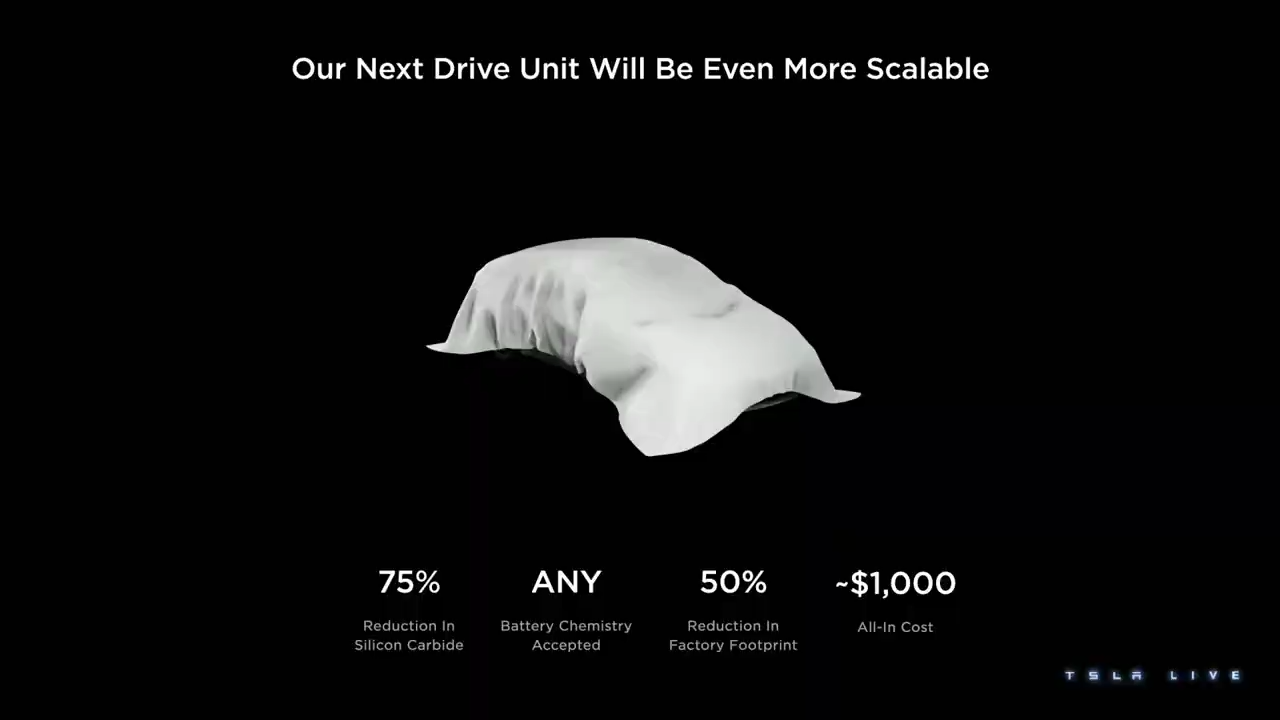 Our Next Drive Unit Will Be Even More Scalable
75%
Reduction In
Silicon Carbide
ANY
Battery Chemistry
Accepted
50%
Reduction In
Factory Footprint
~$1,000
All-In Cost
TSLA LIVE